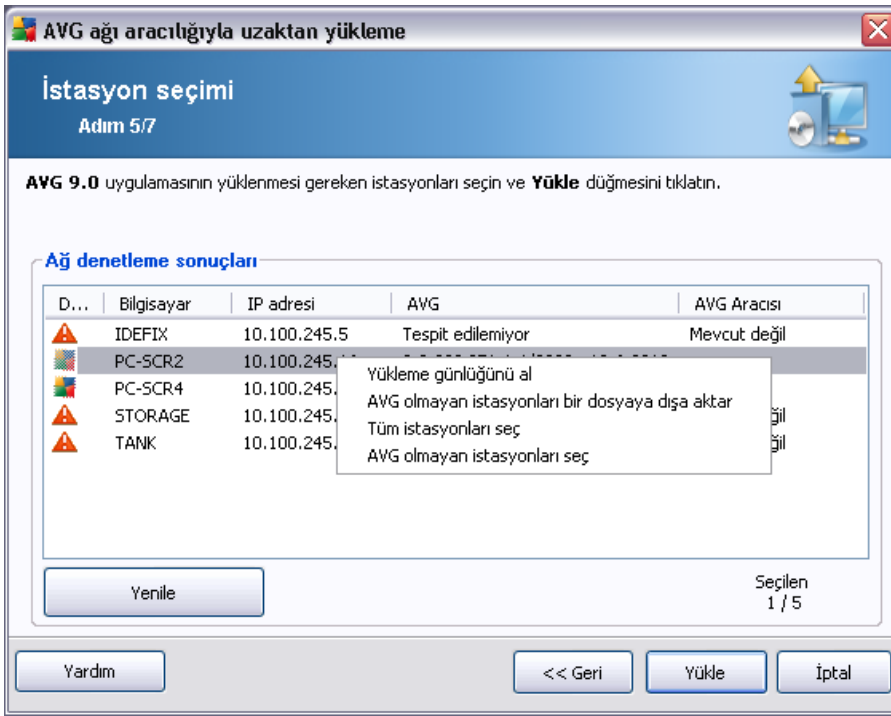 AVG ağı aracılığıyla uzaktan yükleme
İstasyon seçimi
Adım 5/7
AVG 9.0 uygulamasının yüklenmesi gereken istasyonları seçin ve Yükle düğmesini tıklatın.
Ağ denetleme sonuçları
D... Bilgisayar IP adresi AVG AVG Aracısı
IDEFIX 10.100.245.5 Tespit edilemiyor Mevcut değil
PC-SCR2 10.100.245.
PC-SCR4 10.100.245.
STORAGE 10.100.245. ğil
TANK 10.100.245. ğil
Yükleme günlüğünü al
AVG olmayan istasyonları bir dosyaya dışa aktar
Tüm istasyonları seç
AVG olmayan istasyonları seç
Yenile
Seçilen
1 / 5
Yardım << Geri Yükle İptal